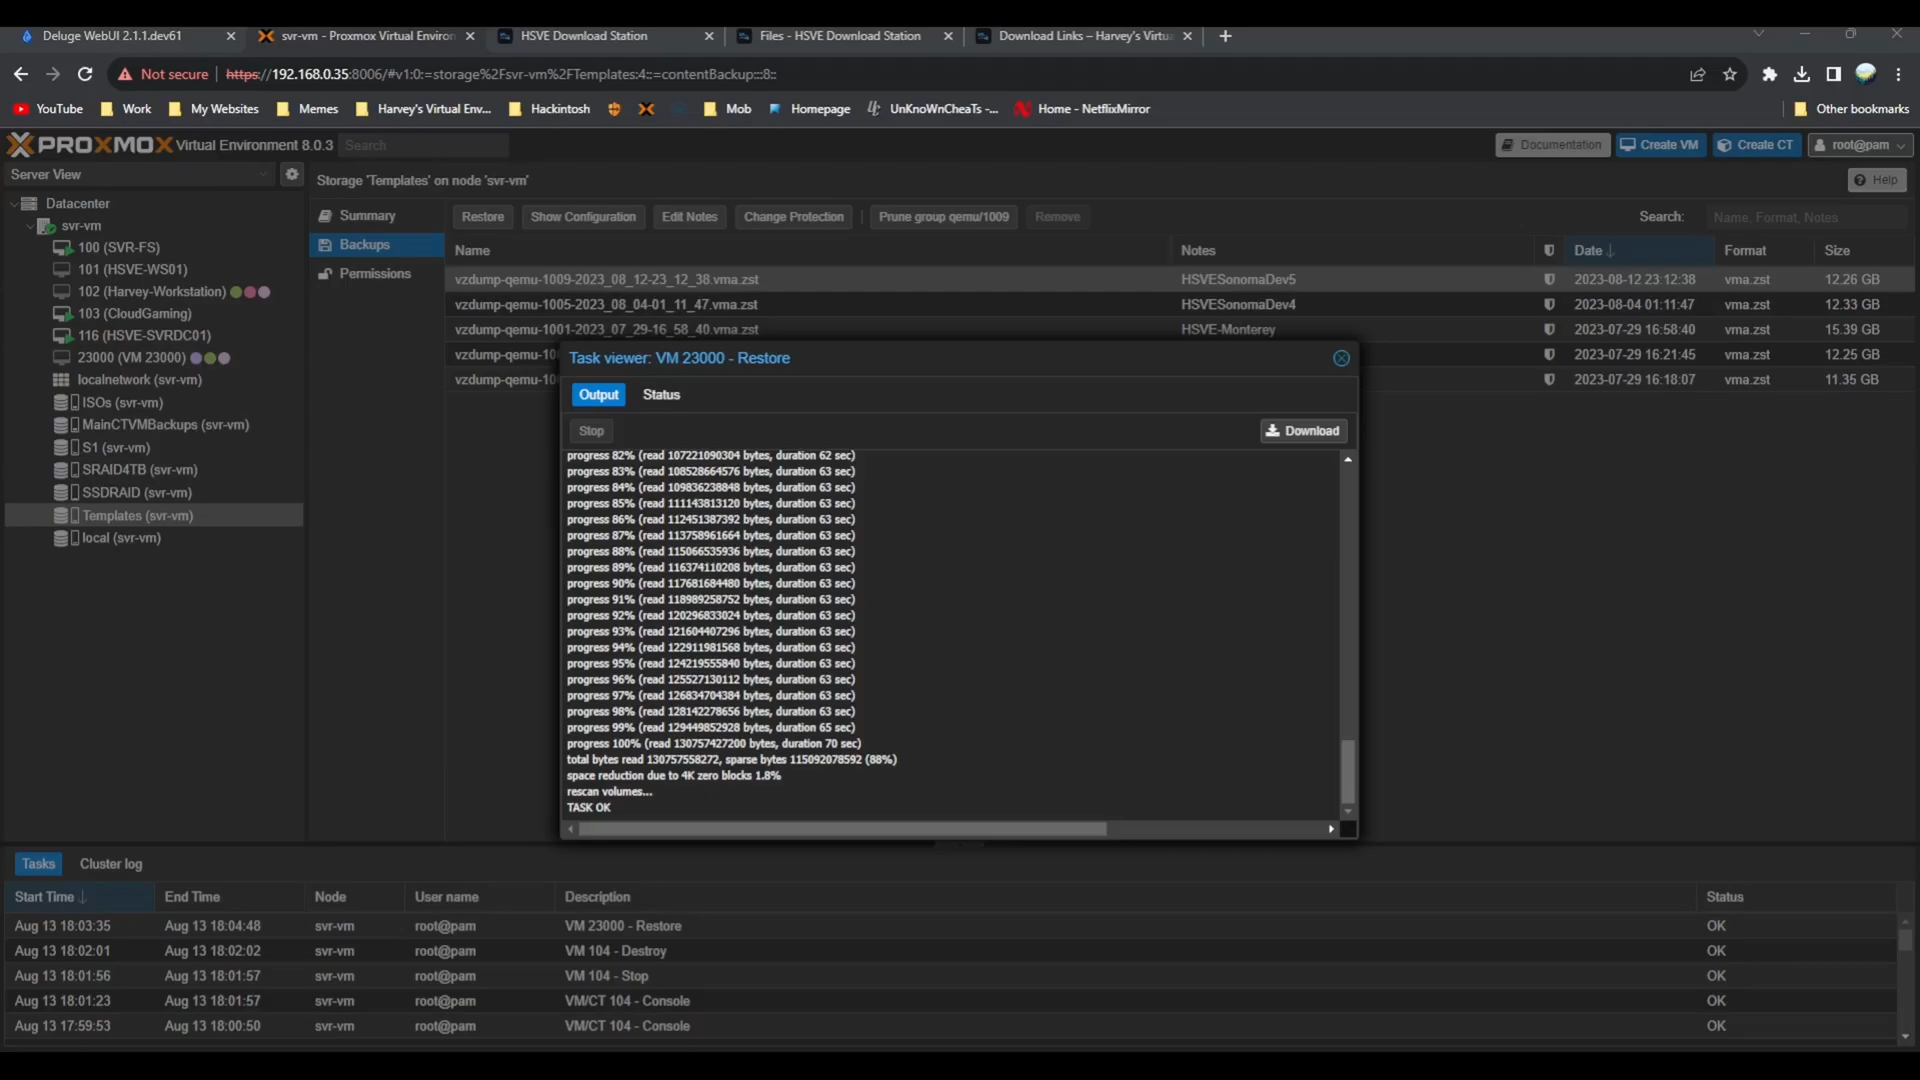 Deluge WebUI 2.1.1.dev61
svr-vm - Proxmox Virtual Environ
HSVE Download Station
Files - HSVE Download Station
Download Links – Harvey's Virtu
Not secure
https://192.168.0.35:8006/#v1:0:=storage%2Fsvr-vm%2FTemplates:4::=contentBackup:::8::
YouTube
Work
My Websites
Memes
Harvey's Virtual Env...
Hackintosh
Mob
Homepage
UnKnoWnCheaTs -...
Home - NetflixMirror
Other bookmarks
PROXMOX Virtual Environment 8.0.3
Search
Documentation
Create VM
Create CT
root@pam
Server View
Storage 'Templates' on node 'svr-vm'
Help
Datacenter
svr-vm
100 (SVR-FS)
101 (HSVE-WS01)
102 (Harvey-Workstation)
103 (CloudGaming)
116 (HSVE-SVRDC01)
23000 (VM 23000)
localnetwork (svr-vm)
ISOs (svr-vm)
MainCTVMBackups (svr-vm)
S1 (svr-vm)
SRAID4TB (svr-vm)
SSDRAID (svr-vm)
Templates (svr-vm)
local (svr-vm)
Summary
Backups
Permissions
Restore
Show Configuration
Edit Notes
Change Protection
Prune group qemu/1009
Remove
Search:
Name, Format, Notes
Name
Notes
Date
Format
Size
vzdump-qemu-1009-2023_08_12-23_12_38.vma.zst HSVESonomaDev5 2023-08-12 23:12:38 vma.zst 12.26 GB
vzdump-qemu-1005-2023_08_04-01_11_47.vma.zst HSVESonomaDev4 2023-08-04 01:11:47 vma.zst 12.33 GB
vzdump-qemu-1001-2023_07_29-16_58_40.vma.zst HSVE-Monterey 2023-07-29 16:58:40 vma.zst 15.39 GB
vzdump-qemu-10 2023-07-29 16:21:45 vma.zst 12.25 GB
vzdump-qemu-10 2023-07-29 16:18:07 vma.zst 11.35 GB
Task viewer: VM 23000 - Restore
Output
Status
Stop
Download
progress 82% (read 107221090304 bytes, duration 62 sec)
progress 83% (read 108528664576 bytes, duration 63 sec)
progress 84% (read 109836238848 bytes, duration 63 sec)
progress 85% (read 111143813120 bytes, duration 63 sec)
progress 86% (read 112451387392 bytes, duration 63 sec)
progress 87% (read 113758961664 bytes, duration 63 sec)
progress 88% (read 115066535936 bytes, duration 63 sec)
progress 89% (read 116374110208 bytes, duration 63 sec)
progress 90% (read 117681684480 bytes, duration 63 sec)
progress 91% (read 118989258752 bytes, duration 63 sec)
progress 92% (read 120296833024 bytes, duration 63 sec)
progress 93% (read 121604407296 bytes, duration 63 sec)
progress 94% (read 122911981568 bytes, duration 63 sec)
progress 95% (read 124219555840 bytes, duration 63 sec)
progress 96% (read 125527130112 bytes, duration 63 sec)
progress 97% (read 126834704384 bytes, duration 63 sec)
progress 98% (read 128142278656 bytes, duration 63 sec)
progress 99% (read 129449852928 bytes, duration 65 sec)
progress 100% (read 130757427200 bytes, duration 70 sec)
total bytes read 130757558272, sparse bytes 115092078592 (88%)
space reduction due to 4K zero blocks 1.8%
rescan volumes...
TASK OK
Tasks
Cluster log
Start Time End Time Node User name Description Status
Aug 13 18:03:35 Aug 13 18:04:48 svr-vm root@pam VM 23000 - Restore OK
Aug 13 18:02:01 Aug 13 18:02:02 svr-vm root@pam VM 104 - Destroy OK
Aug 13 18:01:56 Aug 13 18:01:57 svr-vm root@pam VM 104 - Stop OK
Aug 13 18:01:23 Aug 13 18:01:57 svr-vm root@pam VM/CT 104 - Console OK
Aug 13 17:59:53 Aug 13 18:00:50 svr-vm root@pam VM/CT 104 - Console OK